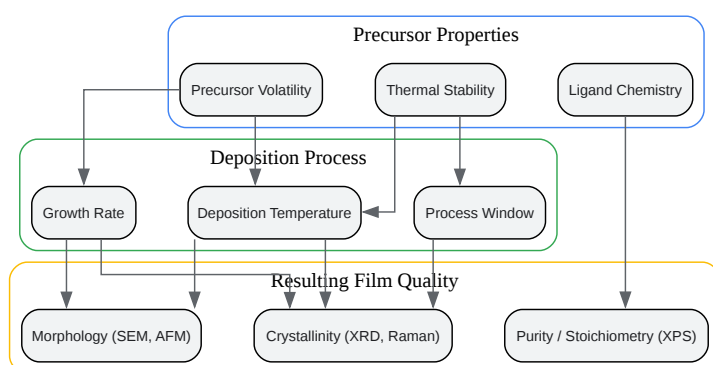 Precursor Properties
Precursor Volatility
Thermal Stability
Ligand Chemistry
Deposition Process
Growth Rate
Deposition Temperature
Process Window
Resulting Film Quality
Morphology (SEM, AFM)
Crystallinity (XRD, Raman)
Purity / Stoichiometry (XPS)